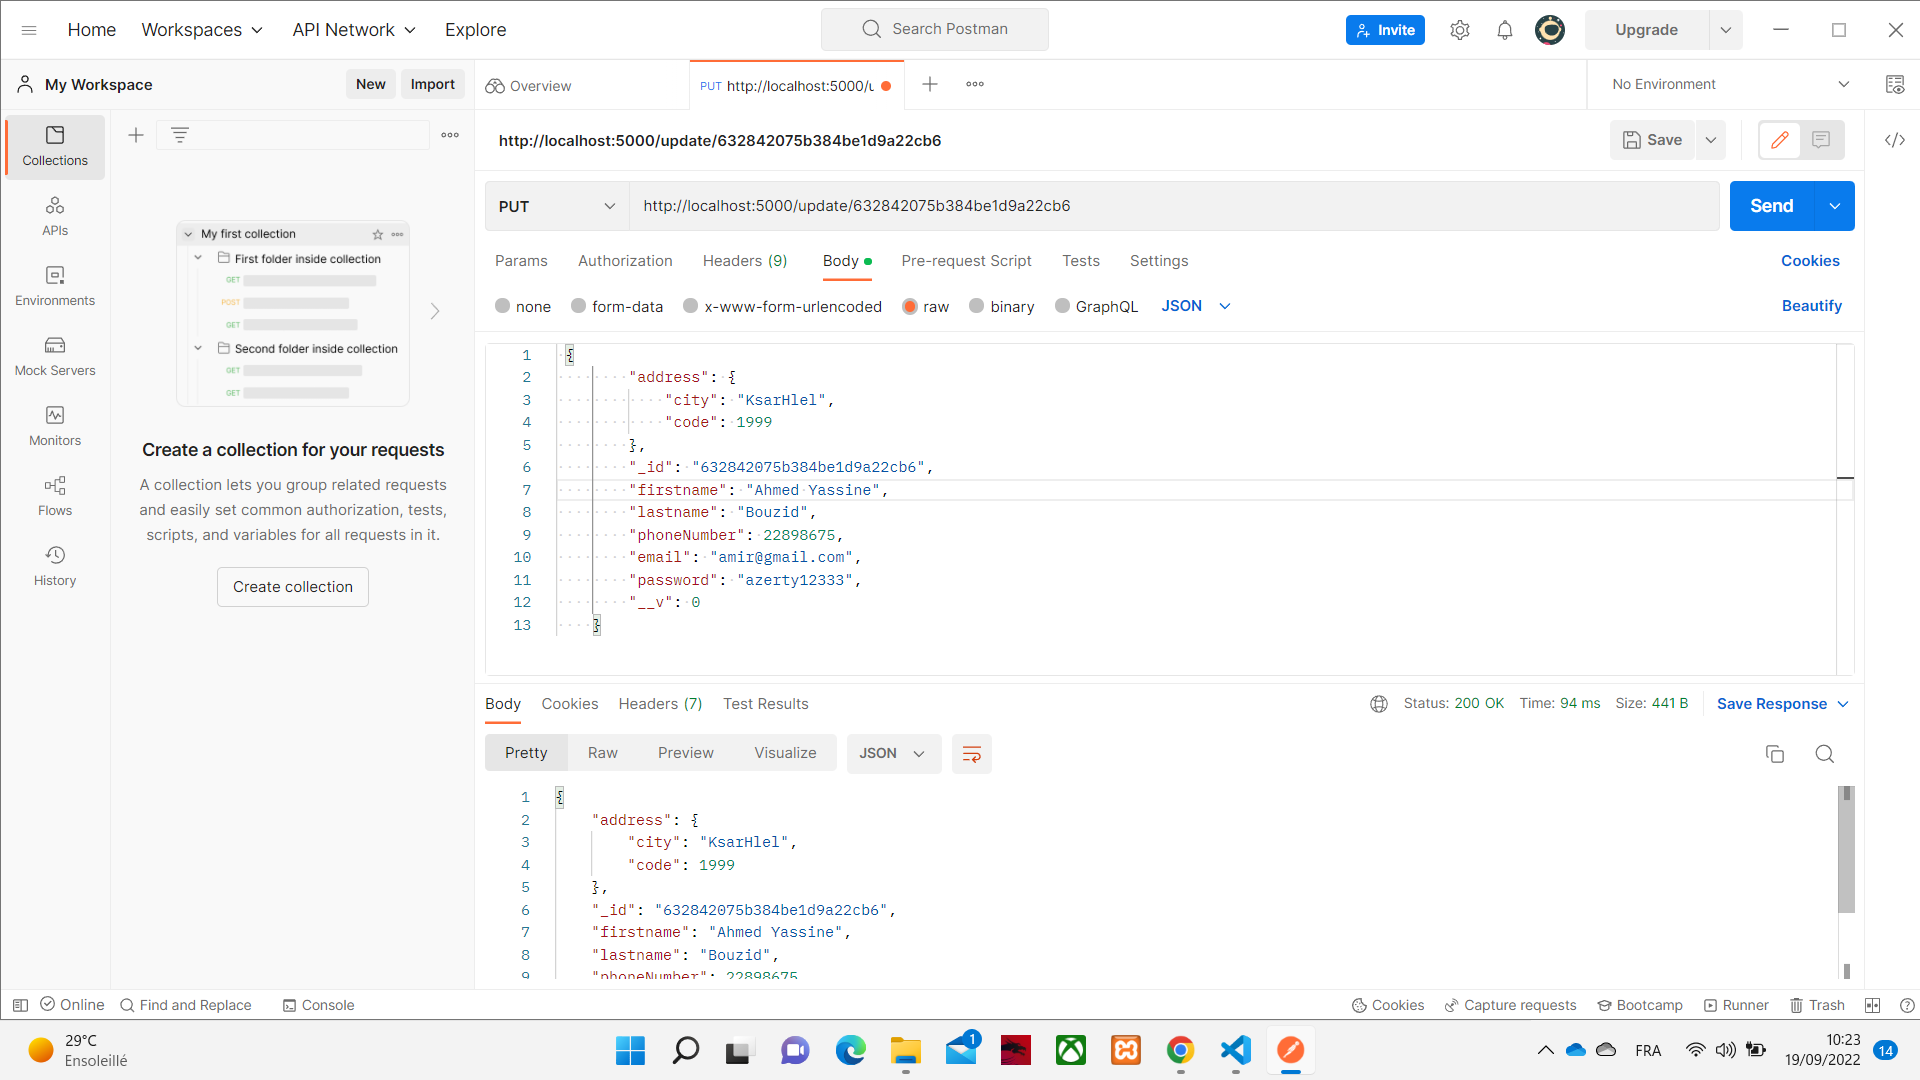 Home
Workspaces
API Network
Explore
Search Postman
Invite
Upgrade
My Workspace
New
Import
Overview
PUT http://localhost:5000/u
No Environment
Collections
APIs
Environments
Mock Servers
Monitors
Flows
History
My first collection
First folder inside collection
GET
POST
GET
Second folder inside collection
GET
GET
Create a collection for your requests
A collection lets you group related requests
and easily set common authorization, tests,
scripts, and variables for all requests in it.
Create collection
http://localhost:5000/update/632842075b384be1d9a22cb6
Save
PUT
http://localhost:5000/update/632842075b384be1d9a22cb6
Send
Params
Authorization
Headers (9)
Body
Pre-request Script
Tests
Settings
Cookies
none
form-data
x-www-form-urlencoded
raw
binary
GraphQL
JSON
Beautify
1 {
2 "address": {
3 "city": "KsarHlel",
4 "code": 1999
5 },
6 "_id": "632842075b384be1d9a22cb6",
7 "firstname": "Ahmed Yassine",
8 "lastname": "Bouzid",
9 "phoneNumber": 22898675,
10 "email": "amir@gmail.com",
11 "password": "azerty12333",
12 "__v": 0
13 }
Body
Cookies
Headers (7)
Test Results
Status: 200 OK
Time: 94 ms
Size: 441 B
Save Response
Pretty
Raw
Preview
Visualize
JSON
1 {
2 "address": {
3 "city": "KsarHlel",
4 "code": 1999
5 },
6 "_id": "632842075b384be1d9a22cb6",
7 "firstname": "Ahmed Yassine",
8 "lastname": "Bouzid",
9 "phoneNumber": 22898675
Online
Find and Replace
Console
Cookies
Capture requests
Bootcamp
Runner
Trash
29°C
Ensoleillé
1
FRA
10:23
19/09/2022
14